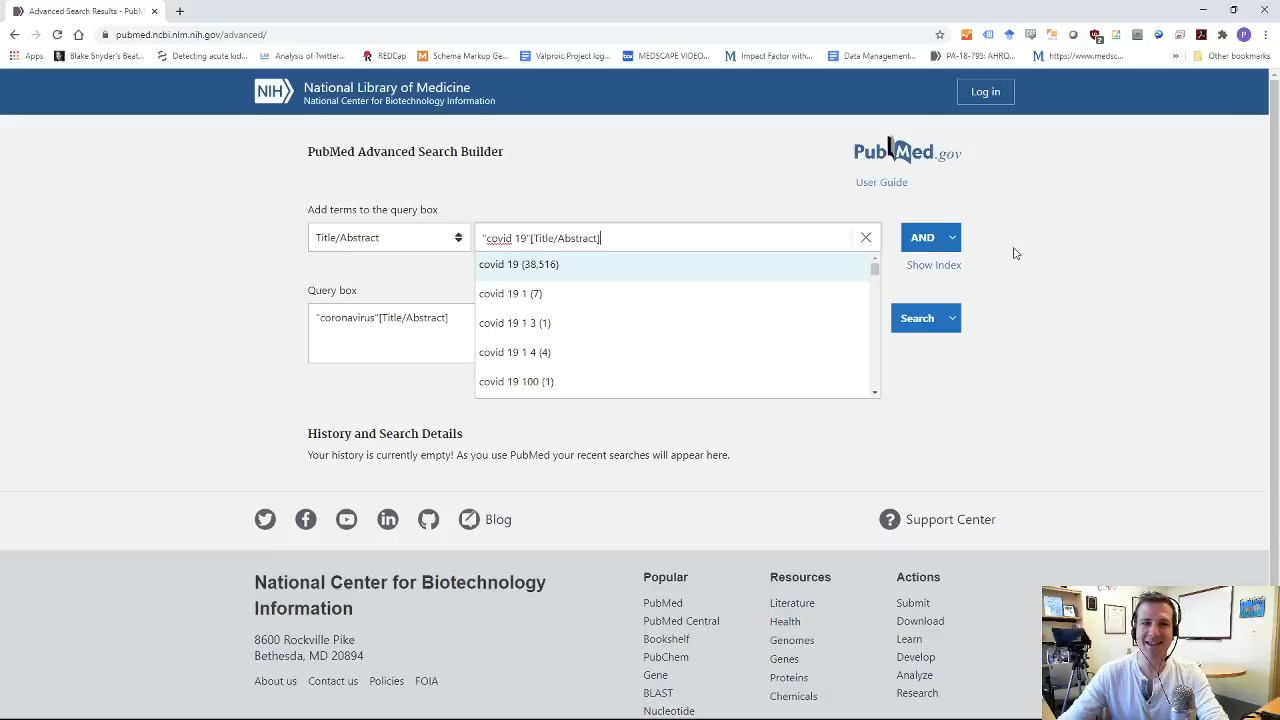 Advanced Search Results - PubM
pubmed.ncbi.nlm.nih.gov/advanced/
P
Apps
Blake Snyder's Beat...
Detecting acute kid...
Analysis of Twitter...
REDCap
Schema Markup Ge...
Valproic Project log...
MEDSCAPE VIDEO...
Impact Factor with...
Data Management...
PA-18-795: AHRQ...
https://www.medsc...
»
Other bookmarks
NIH
National Library of Medicine
National Center for Biotechnology Information
Log in
PubMed Advanced Search Builder
PubMed.gov
User Guide
Add terms to the query box
Title/Abstract
"covid 19"[Title/Abstract]
AND
covid 19 (38,516)
Show Index
covid 19 1 (7)
Query box
"coronavirus"[Title/Abstract]
Search
covid 19 1 3 (1)
covid 19 1 4 (4)
covid 19 100 (1)
History and Search Details
Your history is currently empty! As you use PubMed your recent searches will appear here.
Blog
Support Center
National Center for Biotechnology
Information
8600 Rockville Pike
Bethesda, MD 20894
About us Contact us Policies FOIA
Popular
PubMed
PubMed Central
Bookshelf
PubChem
Gene
BLAST
Nucleotide
Resources
Literature
Health
Genomes
Genes
Proteins
Chemicals
Actions
Submit
Download
Learn
Develop
Analyze
Research